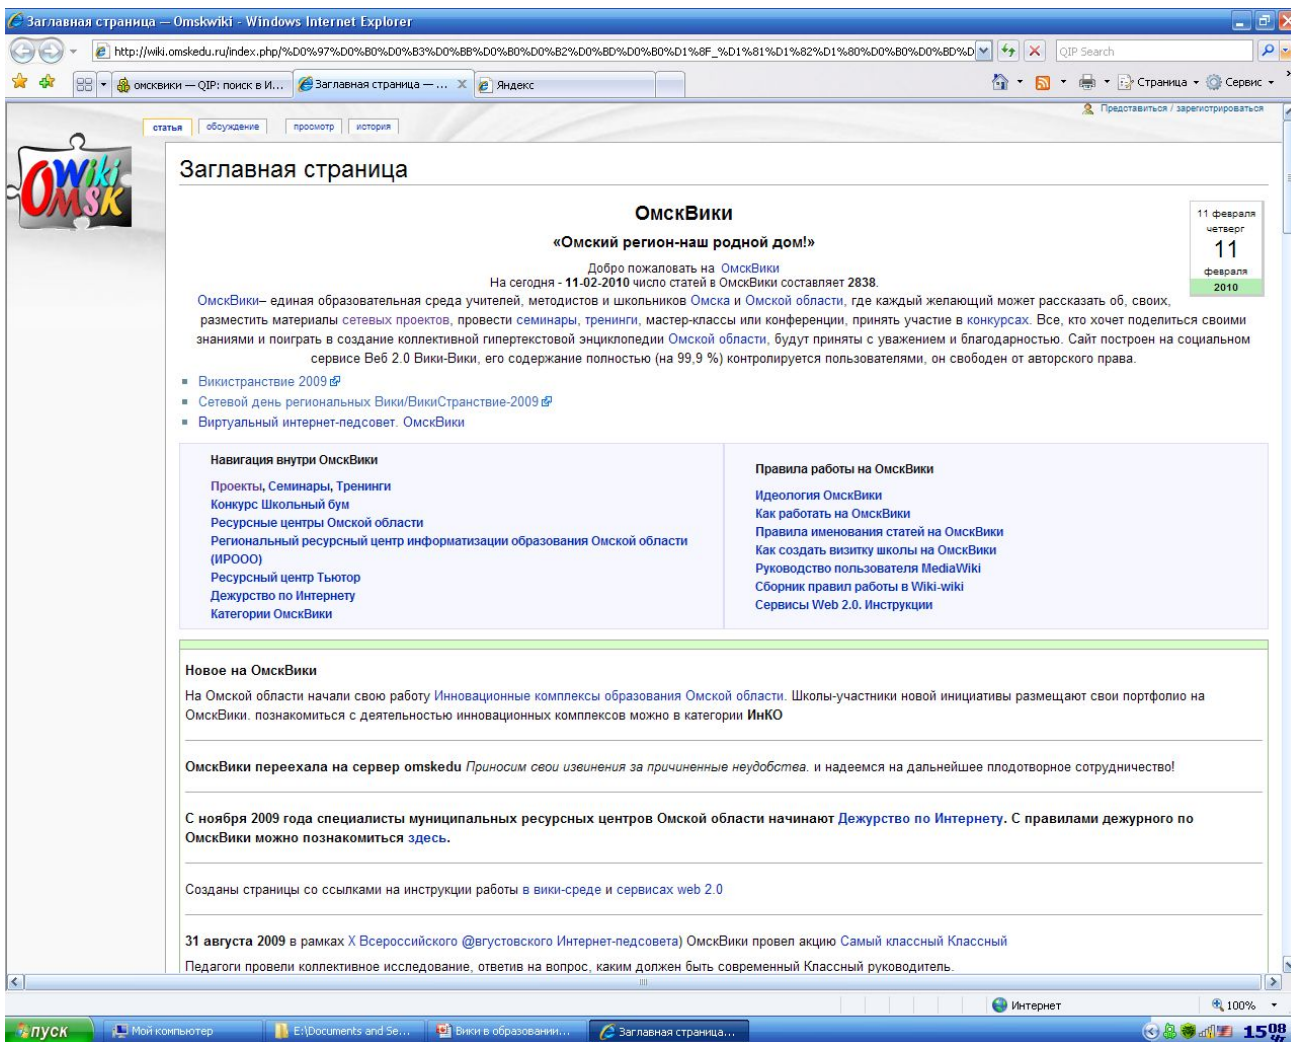 Заглавная страница — Omskwiki - Windows Internet Explorer
http://wiki.omskedu.ru/index.php/%D0%97%D0%B0%D0%B3%D0%BB%D0%B0%D0%B2%D0%BD%D0%B0%D1%8F_%D1%81%D1%82%D1%80%D0%B0%D0%BD%D
QIP Search
омсквики — QIP: поиск в И... Заглавная страница — ... Яндекс Страница Сервис
Представиться / зарегистрироваться
статья обсуждение просмотр история
Wiki
OMSK
Заглавная страница
ОмскВики
«Омский регион-наш родной дом!»
11 февраля
четверг
11
февраля
2010
Добро пожаловать на ОмскВики
На сегодня - 11-02-2010 число статей в ОмскВики составляет 2838.
ОмскВики– единая образовательная среда учителей, методистов и школьников Омска и Омской области, где каждый желающий может рассказать об, своих,
разместить материалы сетевых проектов, провести семинары, тренинги, мастер-классы или конференции, принять участие в конкурсах. Все, кто хочет поделиться своими
знаниями и поиграть в создание коллективной гипертекстовой энциклопедии Омской области, будут приняты с уважением и благодарностью. Сайт построен на социальном
сервисе Веб 2.0 Вики-Вики, его содержание полностью (на 99,9 %) контролируется пользователями, он свободен от авторского права.
Викистранствие 2009
Сетевой день региональных Вики/ВикиСтранствие-2009
Виртуальный интернет-педсовет. ОмскВики
Навигация внутри ОмскВики
Проекты, Семинары, Тренинги
Конкурс Школьный бум
Ресурсные центры Омской области
Региональный ресурсный центр информатизации образования Омской области
(ИРООО)
Ресурсный центр Тьютор
Дежурство по Интернету
Категории ОмскВики
Правила работы на ОмскВики
Идеология ОмскВики
Как работать на ОмскВики
Правила именования статей на ОмскВики
Как создать визитку школы на ОмскВики
Руководство пользователя MediaWiki
Сборник правил работы в Wiki-wiki
Сервисы Web 2.0. Инструкции
Новое на ОмскВики
На Омской области начали свою работу Инновационные комплексы образования Омской области. Школы-участники новой инициативы размещают свои портфолио на
ОмскВики. познакомиться с деятельностью инновационных комплексов можно в категории ИнКО
ОмскВики переехала на сервер omskedu Приносим свои извинения за причиненные неудобства. и надеемся на дальнейшее плодотворное сотрудничество!
С ноября 2009 года специалисты муниципальных ресурсных центров Омской области начинают Дежурство по Интернету. С правилами дежурного по
ОмскВики можно познакомиться здесь.
Созданы страницы со ссылками на инструкции работы в вики-среде и сервисах web 2.0
31 августа 2009 в рамках X Всероссийского @вгустовского Интернет-педсовета) ОмскВики провел акцию Самый классный Классный
Педагоги провели коллективное исследование, ответив на вопрос, каким должен быть современный Классный руководитель.
Интернет 100%
пуск Мой компьютер E:\Documents and Se... Вики в образовании... Заглавная страница... 15 08 Чт